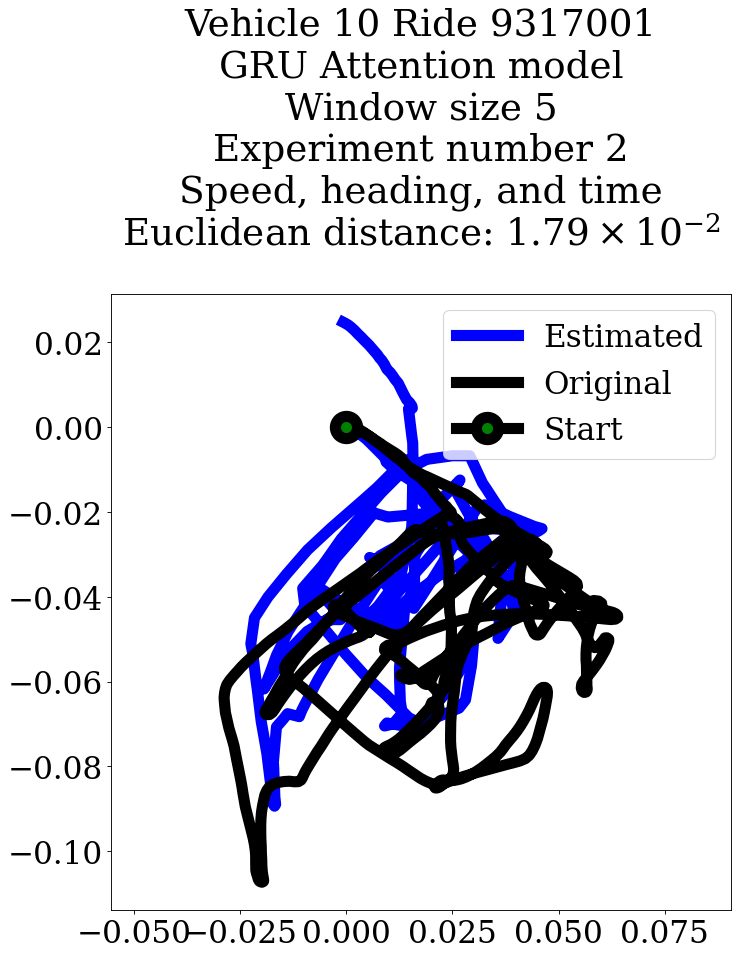 Vehicle 10 Ride 9317001
GRU Attention model
Window size 5
Experiment number 2
Speed, heading, and time
Euclidean distance: 1.79 × 10⁻²
Estimated
Original
Start
0.02
0.00
−0.02
−0.04
−0.06
−0.08
−0.10
−0.050 −0.025 0.000 0.025 0.050 0.075